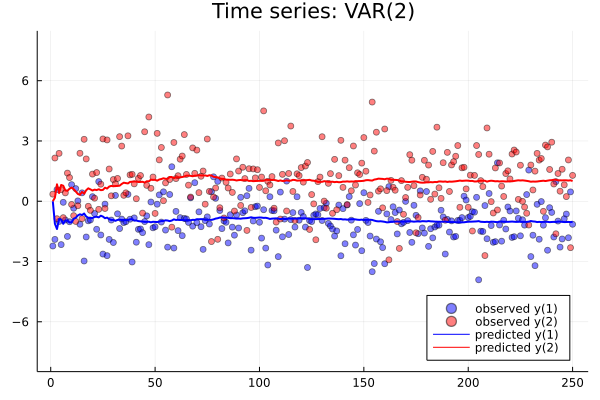 Time series: VAR(2)
6
3
0
−3
−6
0 50 100 150 200 250
observed y(1)
observed y(2)
predicted y(1)
predicted y(2)